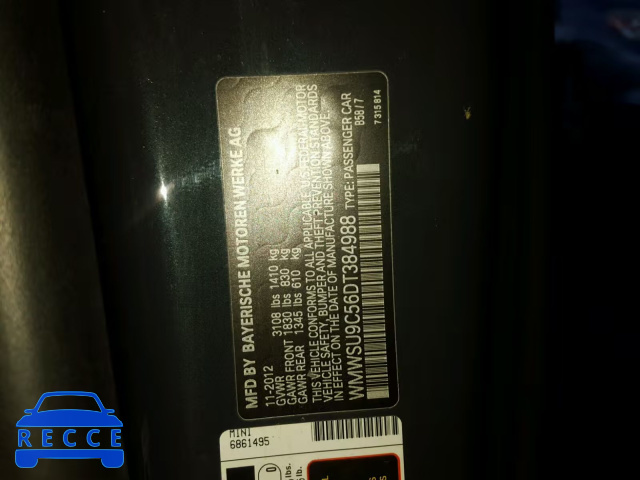 MFD BY BAYERISCHE MOTOREN WERKE AG
11-2012
GVWR 3108 lbs 1410 kg
GAWR FRONT 1830 lbs 830 kg
GAWR REAR 1345 lbs 610 kg
THIS VEHICLE CONFORMS TO ALL APPLICABLE U.S. FEDERAL MOTOR
VEHICLE SAFETY, BUMPER AND THEFT PREVENTION STANDARDS
IN EFFECT ON THE DATE OF MANUFACTURE SHOWN ABOVE.
WMWSU9C56DT384988 TYPE: PASSENGER CAR
B58/7
7315814
MINI
6861495
lbs.
lb.
RECCE